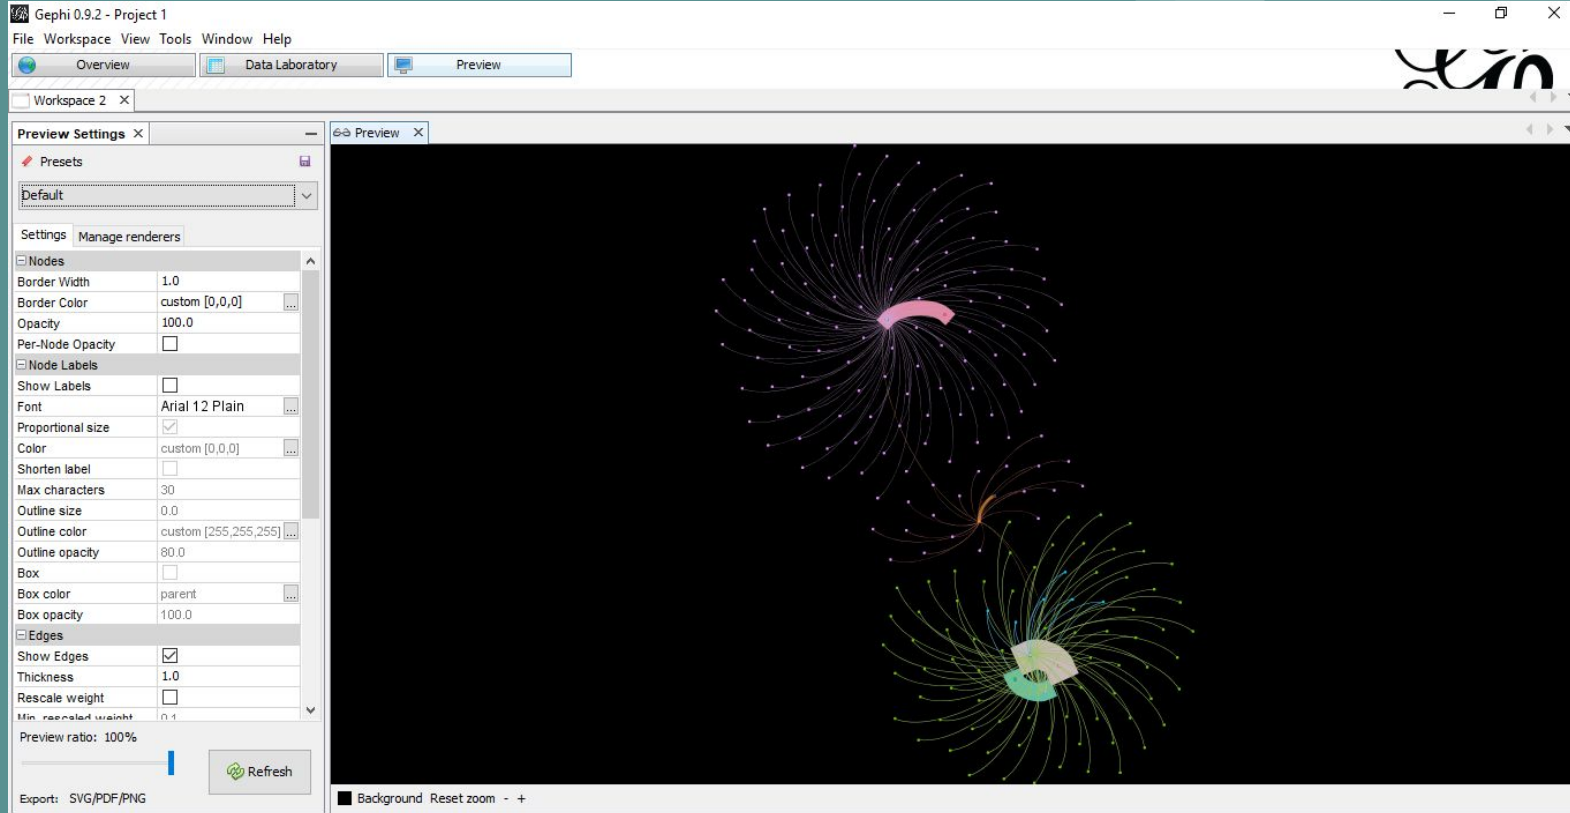 Gephi 0.9.2 - Project 1
File Workspace View Tools Window Help
Overview Data Laboratory Preview
Workspace 2
Preview Settings
Presets
Default
Settings Manage renderers
Nodes
Border Width 1.0
Border Color custom [0,0,0] ...
Opacity 100.0
Per-Node Opacity
Node Labels
Show Labels
Font Arial 12 Plain ...
Proportional size
Color custom [0,0,0] ...
Shorten label
Max characters 30
Outline size 0.0
Outline color custom [255,255,255] ...
Outline opacity 80.0
Box
Box color parent ...
Box opacity 100.0
Edges
Show Edges
Thickness 1.0
Rescale weight
Min. rescaled weight 0.1
Preview ratio: 100%
Refresh
Export: SVG/PDF/PNG
Preview
Background Reset zoom - +